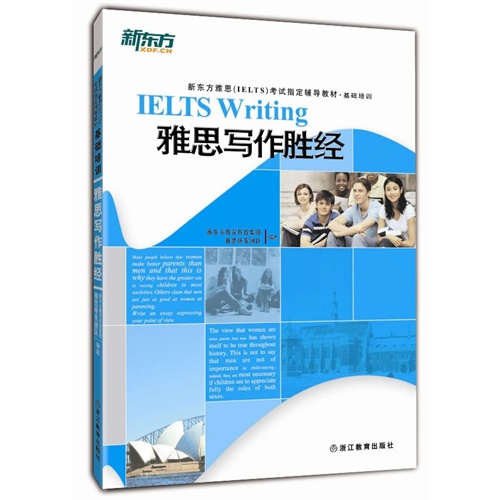 新东方
XDF.CN
新东方雅思(IELTS)考试指定辅导教材·基础培训
IELTS Writing
雅思写作胜经
Many people believe that women
make better parents than
men and that this is
why they have the greater role
in raising children in most
societies. Others claim that men
are just as good as women at
parenting.
Write an essay expressing
your point of view.
The view that women are
better parents than men has
shown itself to be true throughout
history. This is not to say
that men are not of
importance in child-rearing;
indeed, they are most necessary
if children are to appreciate
fully the roles of both
sexes.
浙江教育出版社
基础培训
雅思写作胜经